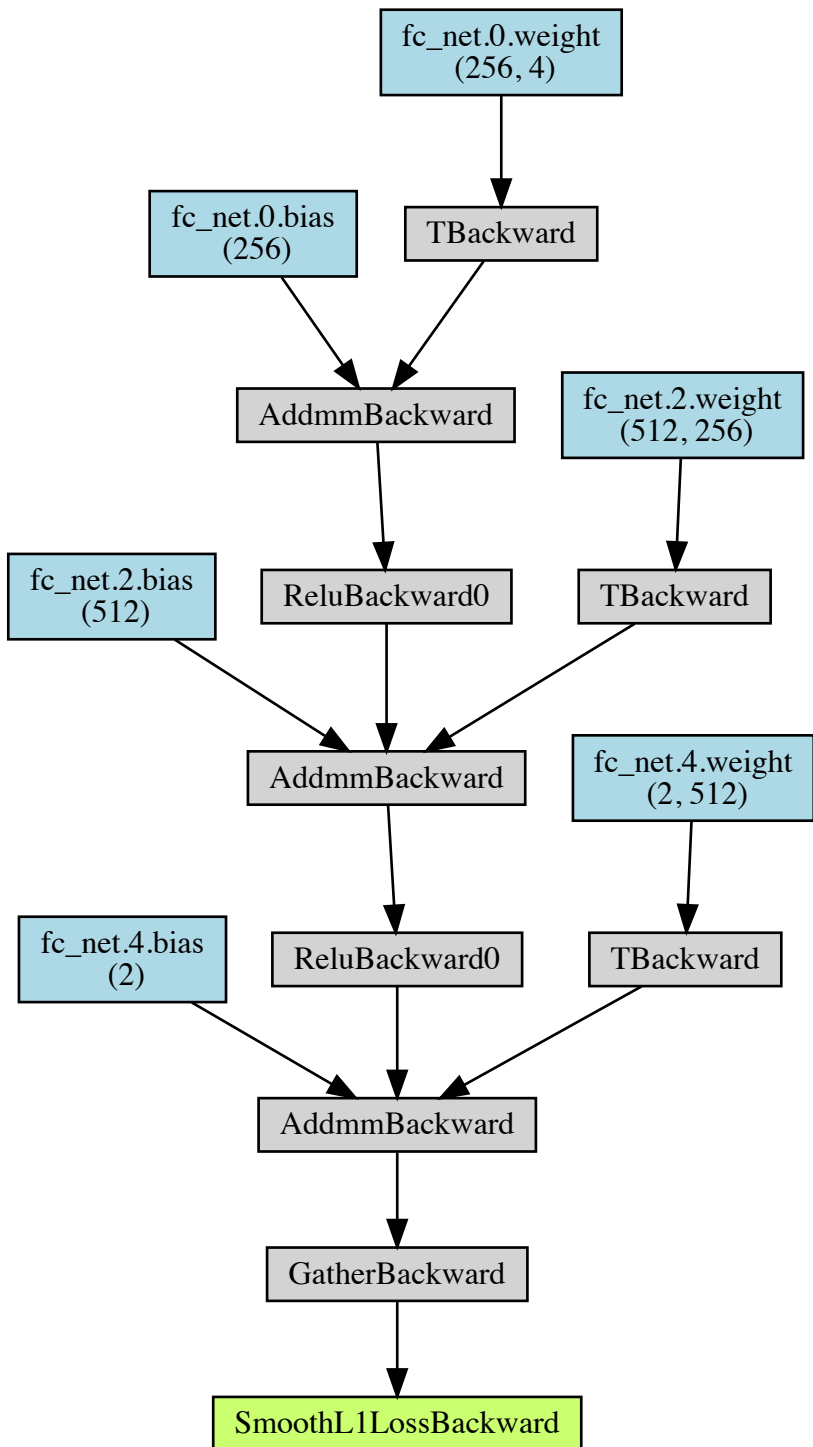 fc_net.0.weight
(256, 4)
fc_net.0.bias
(256)
TBackward
AddmmBackward
fc_net.2.weight
(512, 256)
fc_net.2.bias
(512)
ReluBackward0
TBackward
AddmmBackward
fc_net.4.weight
(2, 512)
fc_net.4.bias
(2)
ReluBackward0
TBackward
AddmmBackward
GatherBackward
SmoothL1LossBackward